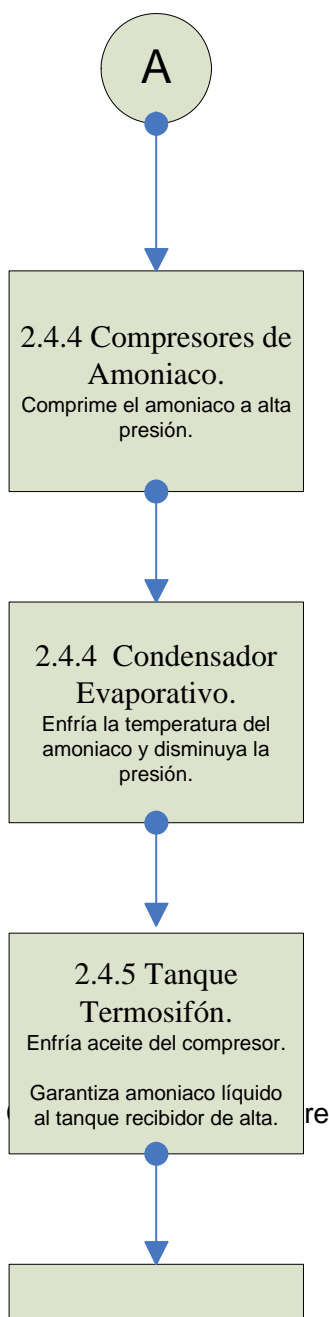 A
2.4.4 Compresores de
Amoniaco.
Comprime el amoniaco a alta
presión.
2.4.4 Condensador
Evaporativo.
Enfría la temperatura del
amoniaco y disminuya la
presión.
2.4.5 Tanque
Termosifón.
Enfría aceite del compresor.
Garantiza amoniaco líquido
al tanque recibidor de alta.